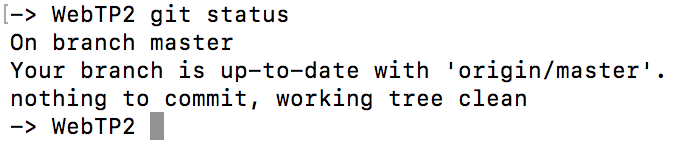 [-> WebTP2 git status
On branch master
Your branch is up-to-date with 'origin/master'.
nothing to commit, working tree clean
-> WebTP2